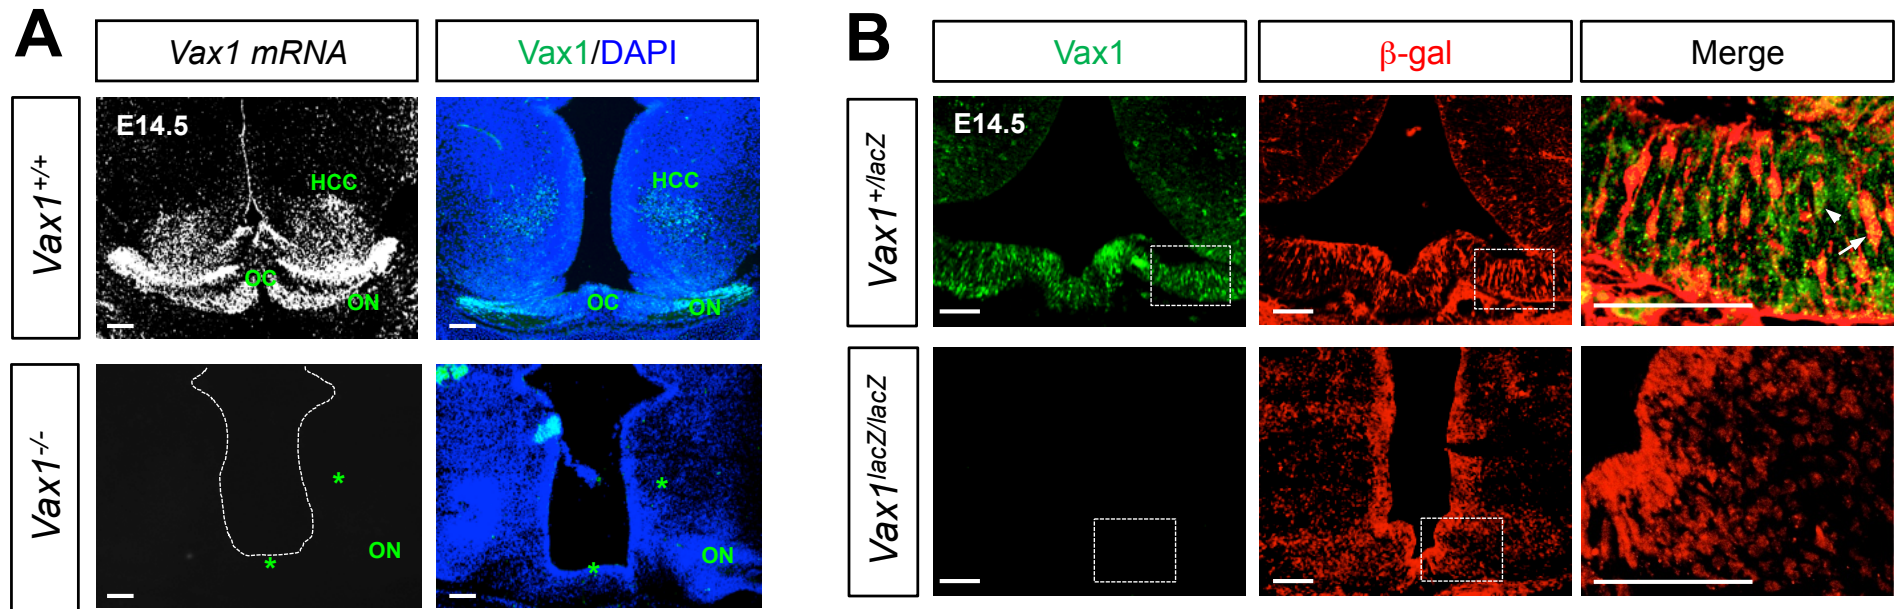 A
Vax1 mRNA
Vax1/DAPI
Vax1+/+
E14.5
HCC
OC
ON
HCC
OC
ON
Vax1-/-
*
*
ON
*
*
ON
B
Vax1
β-gal
Merge
Vax1+/lacZ
E14.5
Vax1lacZ/lacZ